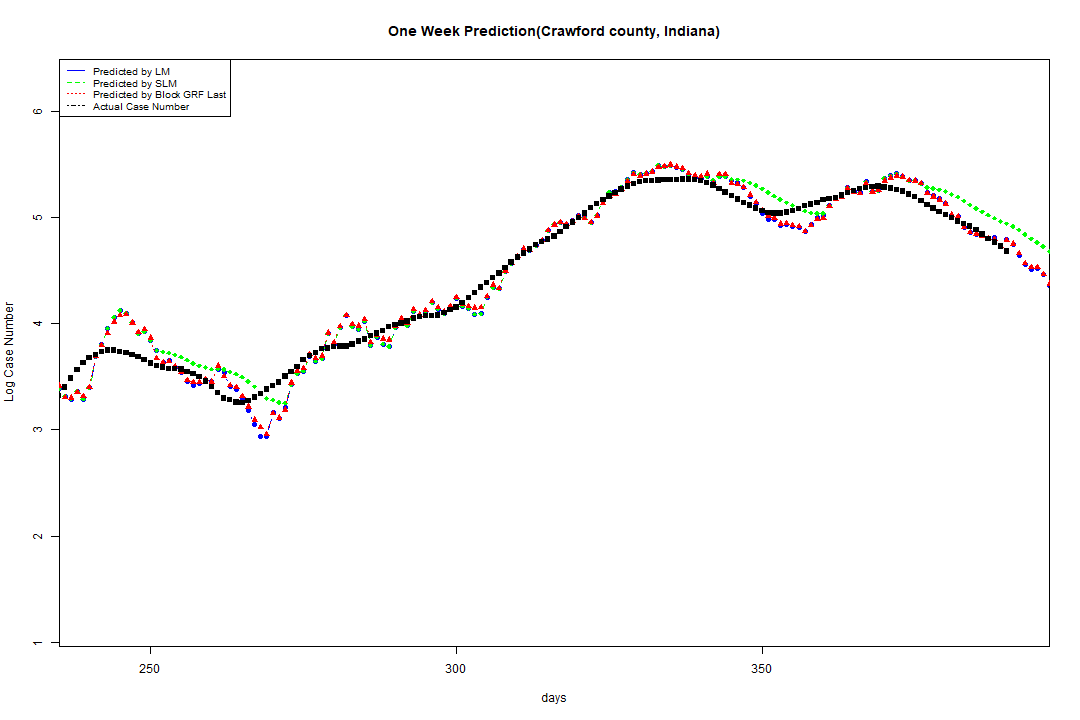 One Week Prediction(Crawford county, Indiana)
Predicted by LM
Predicted by SLM
Predicted by Block GRF Last
Actual Case Number
6
5
4
3
2
1
Log Case Number
250 300 350
days